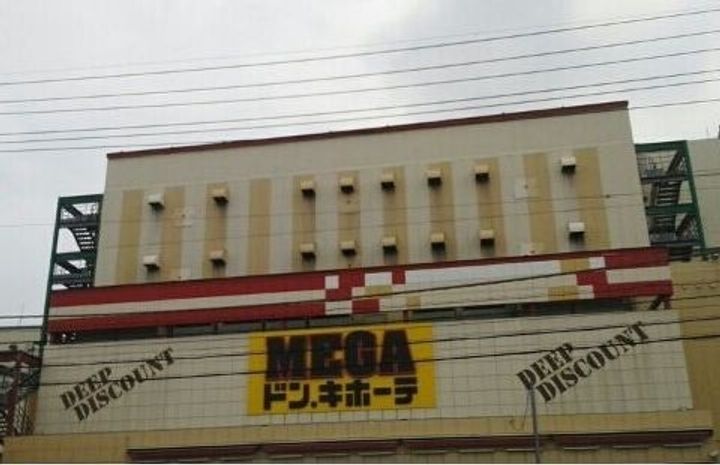 DEEP
DISCOUNT
MEGA
ドン.キホーテ
DEEP
DISCOUNT